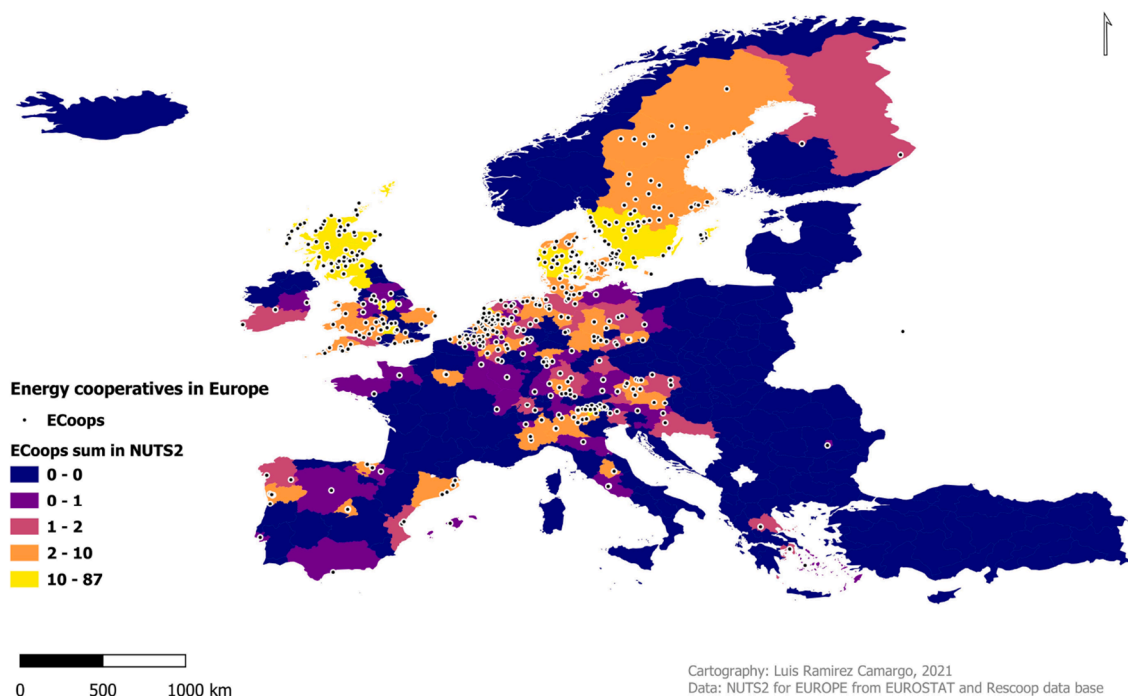 Energy cooperatives in Europe
ECoops
ECoops sum in NUTS2
0 - 0
0 - 1
1 - 2
2 - 10
10 - 87
0 500 1000 km
Cartography: Luis Ramirez Camargo, 2021
Data: NUTS2 for EUROPE from EUROSTAT and Rescoop data base